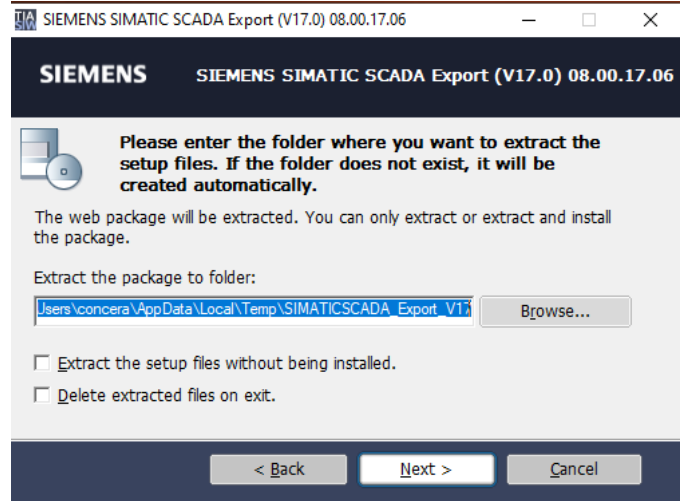 SIEMENS SIMATIC SCADA Export (V17.0) 08.00.17.06
SIEMENS SIEMENS SIMATIC SCADA Export (V17.0) 08.00.17.06
Please enter the folder where you want to extract the
setup files. If the folder does not exist, it will be
created automatically.
The web package will be extracted. You can only extract or extract and install
the package.
Extract the package to folder:
Users\concera\AppData\Local\Temp\SIMATICSCADA_Export_V17
Browse...
Extract the setup files without being installed.
Delete extracted files on exit.
< Back Next > Cancel